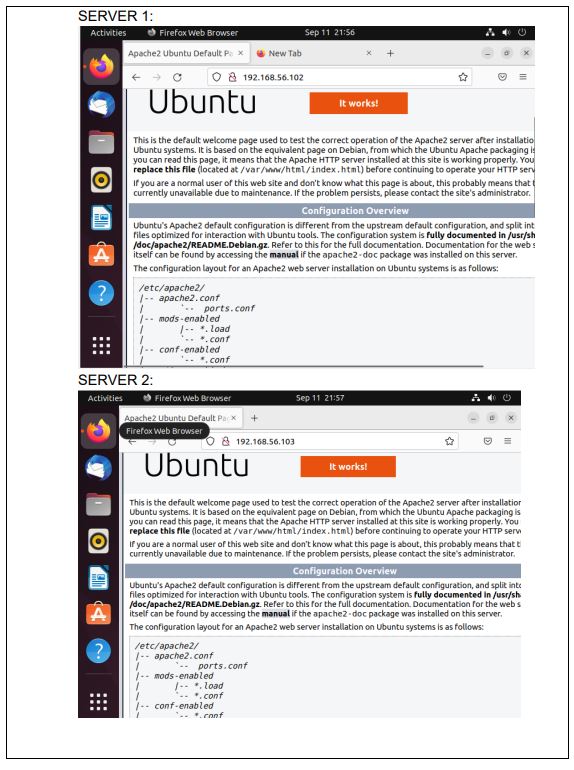 SERVER 1:
Activities Firefox Web Browser Sep 11 21:56
Apache2 Ubuntu Default Pa × New Tab × +
192.168.56.102
Ubuntu It works!
This is the default welcome page used to test the correct operation of the Apache2 server after installatio
Ubuntu systems. It is based on the equivalent page on Debian, from which the Ubuntu Apache packaging i
you can read this page, it means that the Apache HTTP server installed at this site is working properly. You
replace this file (located at /var/www/html/index.html) before continuing to operate your HTTP serv
If you are a normal user of this web site and don't know what this page is about, this probably means that t
currently unavailable due to maintenance. If the problem persists, please contact the site's administrator.
Configuration Overview
Ubuntu's Apache2 default configuration is different from the upstream default configuration, and split int
files optimized for interaction with Ubuntu tools. The configuration system is fully documented in /usr/s
/doc/apache2/README.Debian.gz. Refer to this for the full documentation. Documentation for the web s
itself can be found by accessing the manual if the apache2-doc package was installed on this server.
The configuration layout for an Apache2 web server installation on Ubuntu systems is as follows:
/etc/apache2/
|-- apache2.conf
| `-- ports.conf
|-- mods-enabled
| |-- *.load
| `-- *.conf
|-- conf-enabled
| `-- *.conf
SERVER 2:
Activities Firefox Web Browser Sep 11 21:57
Apache2 Ubuntu Default Pa × +
Firefox Web Browser
192.168.56.103
Ubuntu It works!
This is the default welcome page used to test the correct operation of the Apache2 server after installation
Ubuntu systems. It is based on the equivalent page on Debian, from which the Ubuntu Apache packaging is
you can read this page, it means that the Apache HTTP server installed at this site is working properly. You
replace this file (located at /var/www/html/index.html) before continuing to operate your HTTP serv
If you are a normal user of this web site and don't know what this page is about, this probably means that t
currently unavailable due to maintenance. If the problem persists, please contact the site's administrator.
Configuration Overview
Ubuntu's Apache2 default configuration is different from the upstream default configuration, and split into
files optimized for interaction with Ubuntu tools. The configuration system is fully documented in /usr/sha
/doc/apache2/README.Debian.gz. Refer to this for the full documentation. Documentation for the web s
itself can be found by accessing the manual if the apache2-doc package was installed on this server.
The configuration layout for an Apache2 web server installation on Ubuntu systems is as follows:
/etc/apache2/
|-- apache2.conf
| `-- ports.conf
|-- mods-enabled
| |-- *.load
| `-- *.conf
|-- conf-enabled
| `-- *.conf